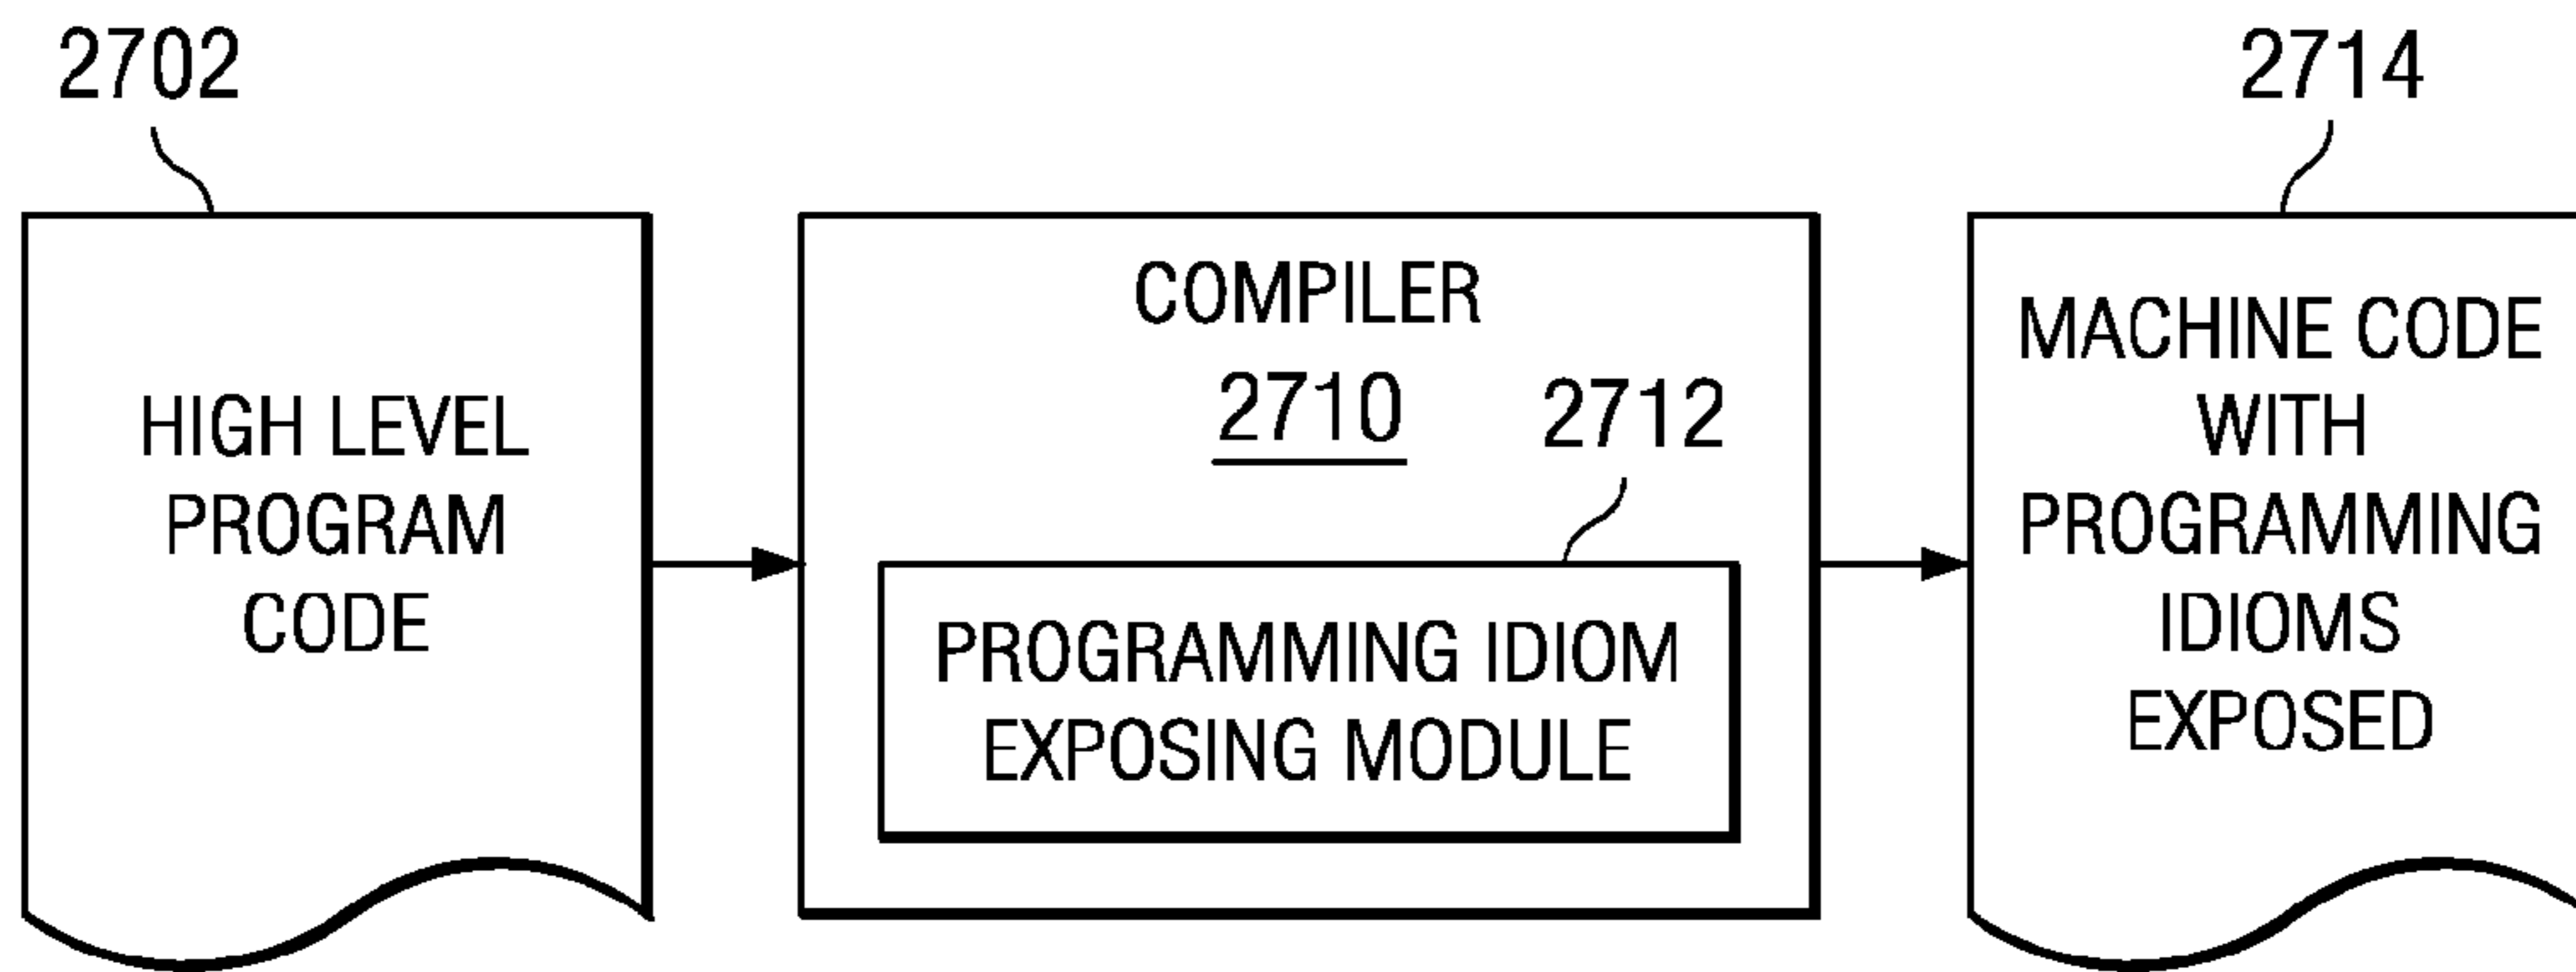 2702
HIGH LEVEL
PROGRAM
CODE
COMPILER
2710
2712
PROGRAMMING IDIOM
EXPOSING MODULE
2714
MACHINE CODE
WITH
PROGRAMMING
IDIOMS
EXPOSED